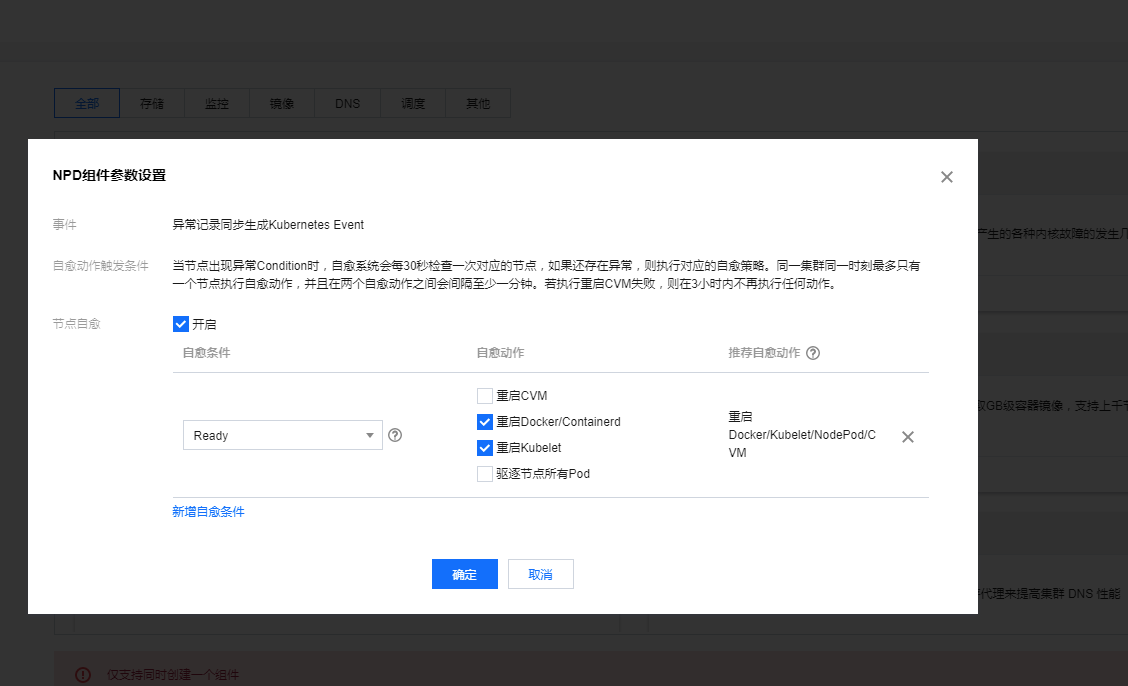 全部 存储 监控 镜像 DNS 调度 其他
NPD组件参数设置
产生的各种内核故障的发生几
事件 异常记录同步生成Kubernetes Event
自愈动作触发条件 当节点出现异常Condition时，自愈系统会每30秒检查一次对应的节点，如果还存在异常，则执行对应的自愈策略。同一集群同一时刻最多只有
一个节点执行自愈动作，并且在两个自愈动作之间会间隔至少一分钟。若执行重启CVM失败，则在3小时内不再执行任何动作。
节点自愈 开启
自愈条件 自愈动作 推荐自愈动作
重启CVM
取GB级容器镜像，支持上千节
Ready
重启Docker/Containerd
重启Kubelet
驱逐节点所有Pod
重启
Docker/Kubelet/NodePod/C
VM
新增自愈条件
确定 取消
代理来提高集群 DNS 性能
仅支持同时创建一个组件